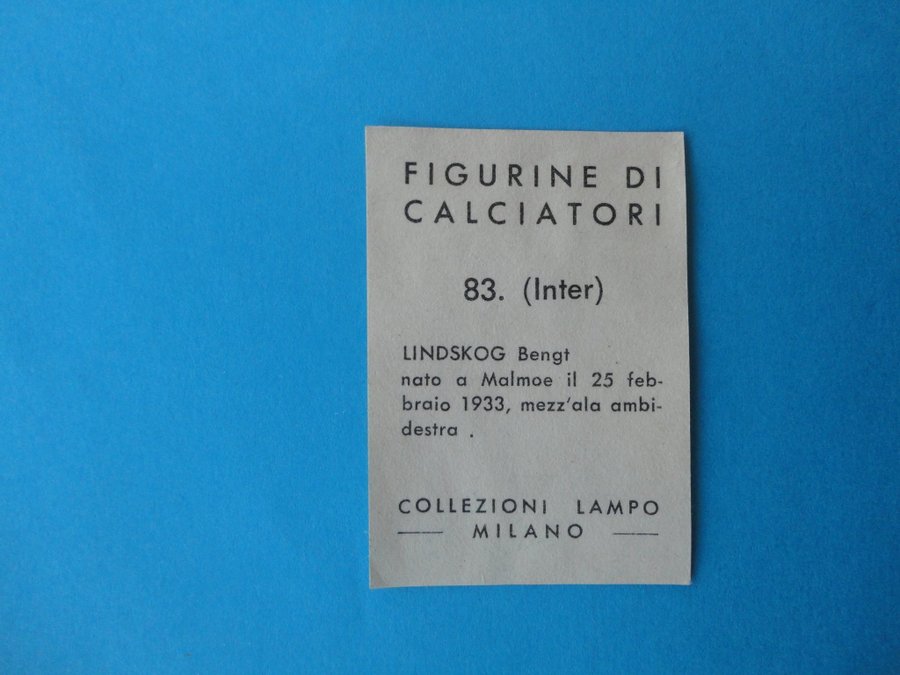 FIGURINE DI
CALCIATORI
83. (Inter)
LINDSKOG Bengt
nato a Malmoe il 25 feb-
braio 1933, mezz'ala ambi-
destra .
COLLEZIONI LAMPO
MILANO